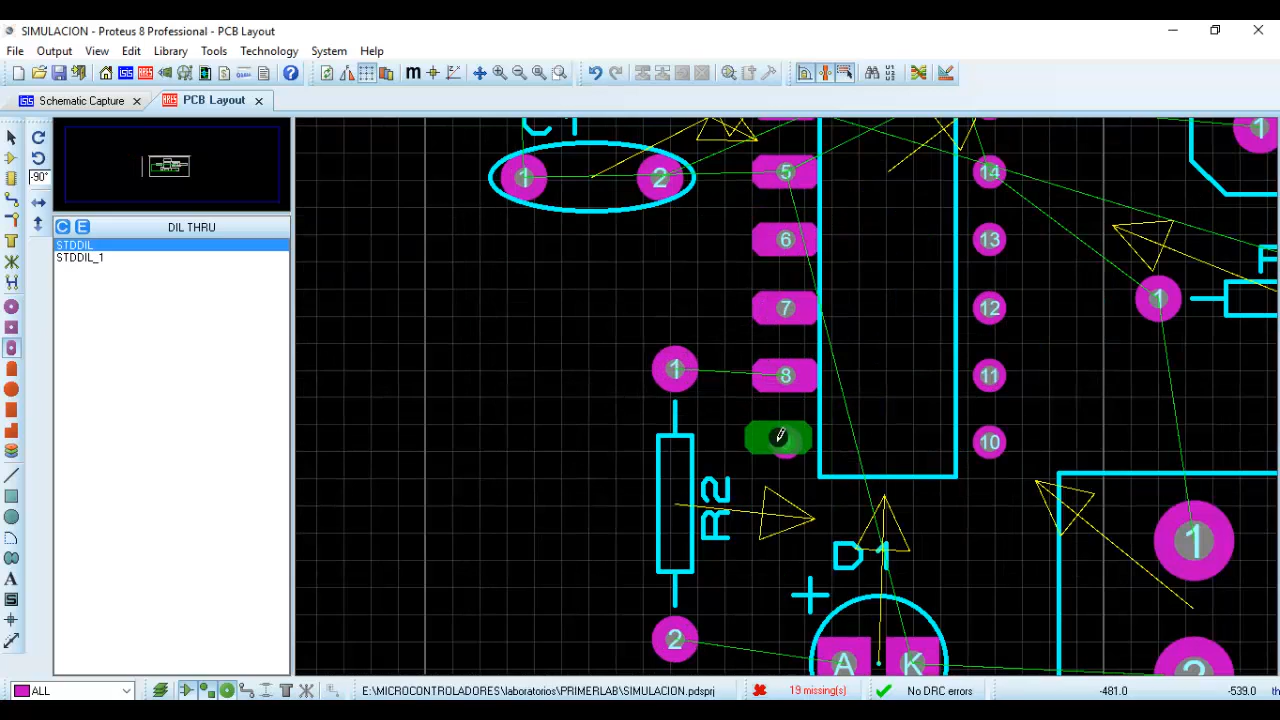 SIMULACION - Proteus 8 Professional - PCB Layout
File Output View Edit Library Tools Technology System Help
Schematic Capture
PCB Layout
-90°
C E DIL THRU
STDDIL
STDDIL_1
1
2
5
14
1
6
13
7
12
1
1
8
11
10
R2
D1
1
+
2
A
K
ALL
E:\MICROCONTROLADORES\laboratorios\PRIMERLAB\SIMULACION.pdsprj
19 missing(s)
No DRC errors
-481.0
-539.0
th